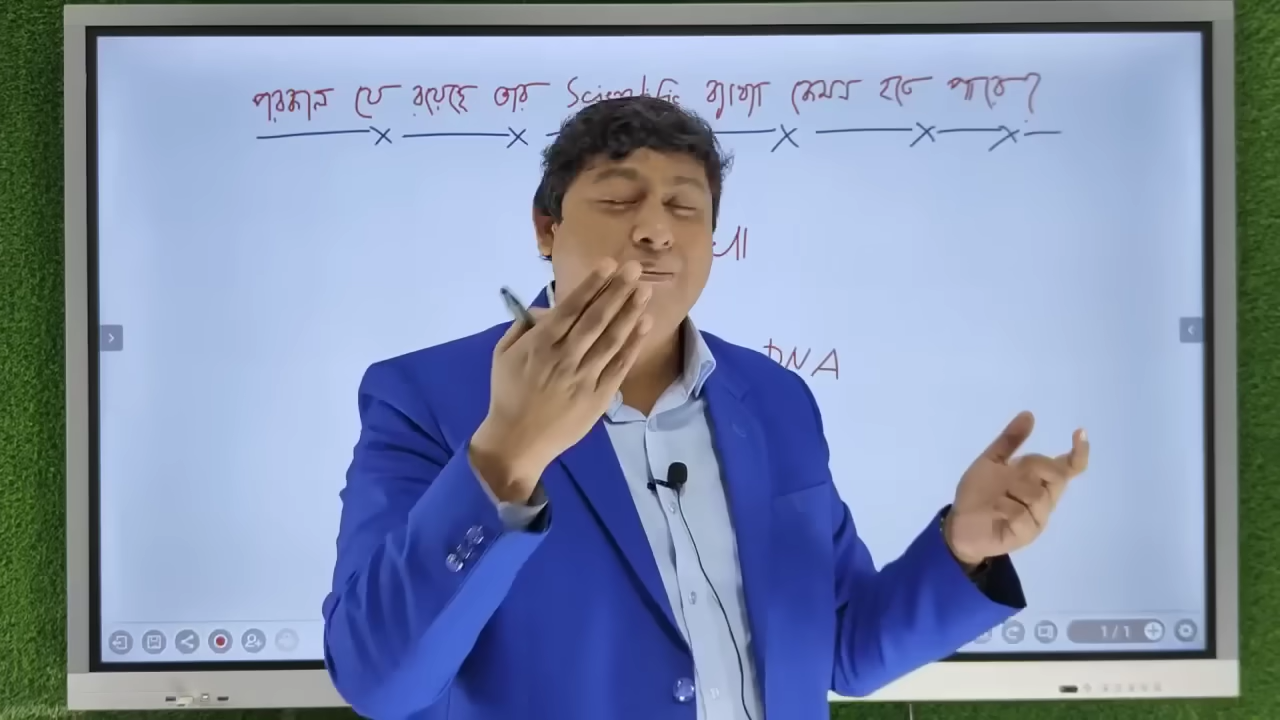 পরকাল যে রয়েছে তার Scientific ব্যাখ্যা কেমন হতে পারে?
DNA
1/1